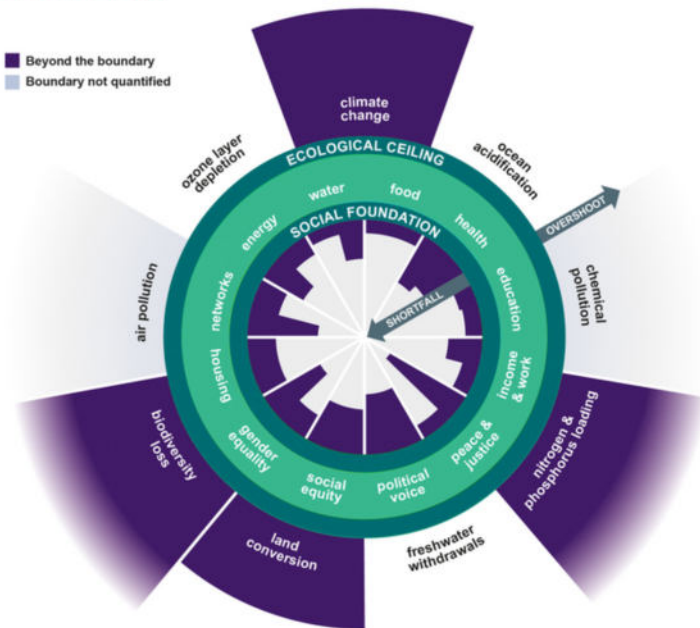 Beyond the boundary
Boundary not quantified
climate
change
ozone layer
depletion
ocean
acidification
ECOLOGICAL CEILING
water
food
energy
health
SOCIAL FOUNDATION
OVERSHOOT
SHORTFALL
networks
education
air pollution
chemical
pollution
housing
income
& work
biodiversity
loss
gender
equality
peace &
justice
nitrogen &
phosphorus loading
social
equity
political
voice
land
conversion
freshwater
withdrawals